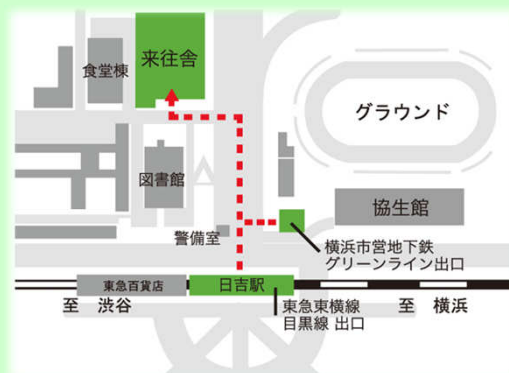 食堂棟
来往舎
グラウンド
図書館
協生館
警備室
横浜市営地下鉄
グリーンライン出口
東急百貨店
日吉駅
至 渋谷
東急東横線
目黒線 出口
至 横浜